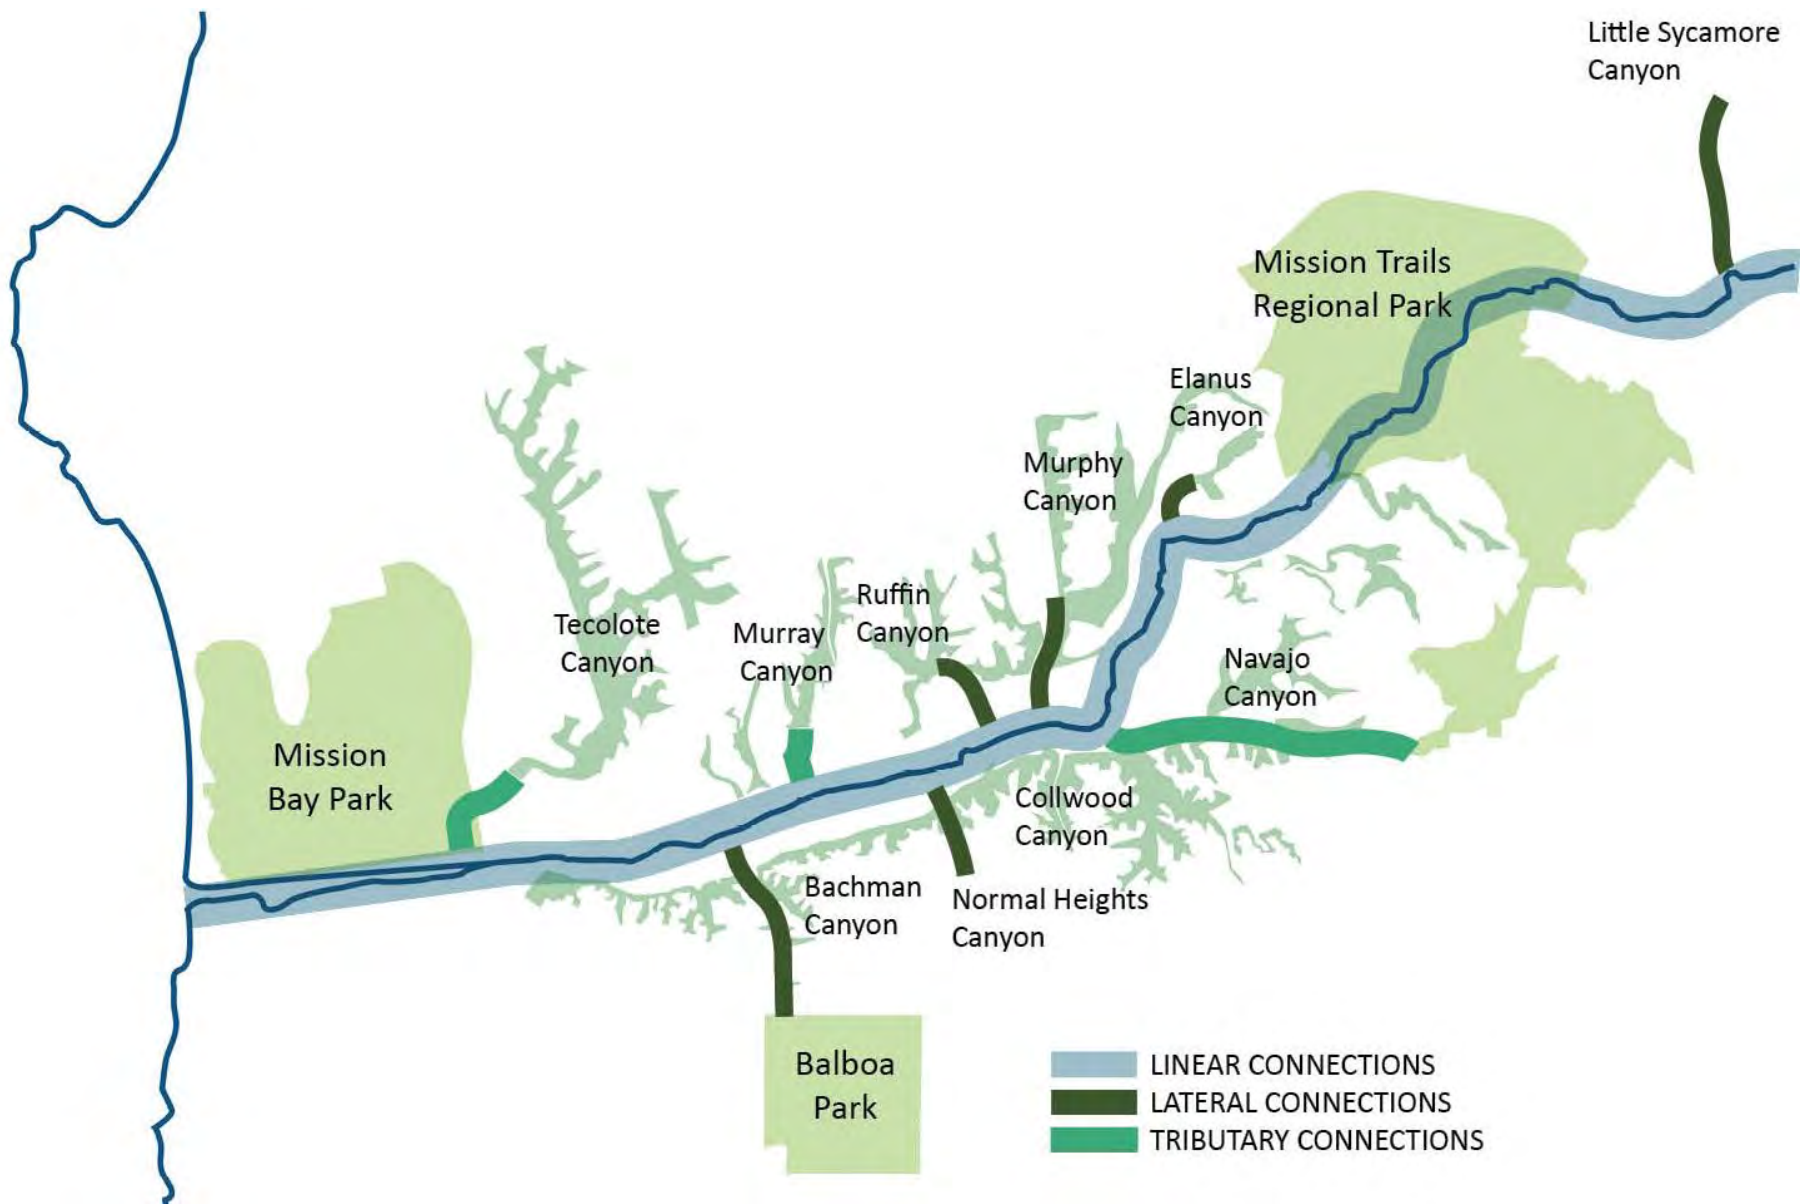 Little Sycamore
Canyon
Mission Trails
Regional Park
Elanus
Canyon
Murphy
Canyon
Ruffin
Canyon
Tecolote
Canyon
Murray
Canyon
Navajo
Canyon
Mission
Bay Park
Collwood
Canyon
Bachman
Canyon
Normal Heights
Canyon
Balboa
Park
LINEAR CONNECTIONS
LATERAL CONNECTIONS
TRIBUTARY CONNECTIONS